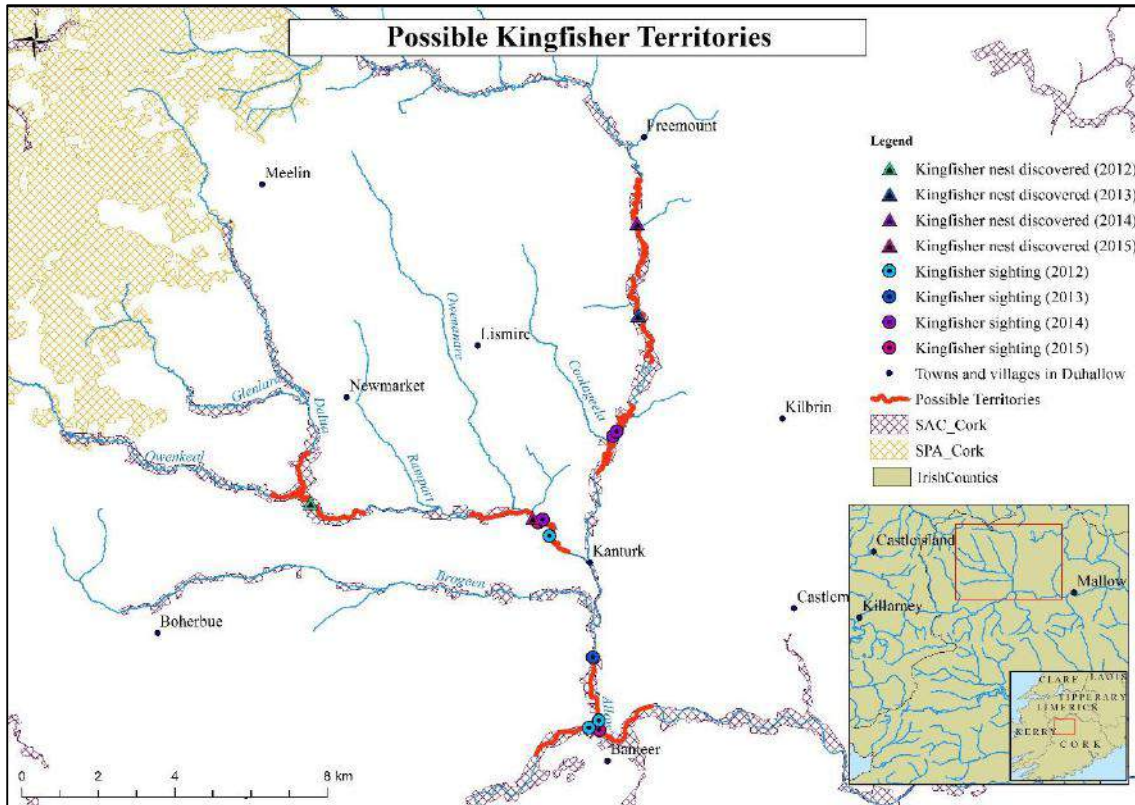 Possible Kingfisher Territories
Freemount
Meelin
Legend
Kingfisher nest discovered (2012)
Kingfisher nest discovered (2013)
Kingfisher nest discovered (2014)
Kingfisher nest discovered (2015)
Kingfisher sighting (2012)
Kingfisher sighting (2013)
Kingfisher sighting (2014)
Kingfisher sighting (2015)
Towns and villages in Duhallow
Possible Territories
SAC_Cork
SPA_Cork
IrishCounties
Owenanare
Lismire
Glenlara
Dalua
Newmarket
Coolageela
Kilbrin
Owenkeal
Rampart
Kanturk
Brogeen
Boherbue
Castlem
Allow
Banteer
0 2 4 8 km
Castleisland
Mallow
Killarney
CLARE
LAOIS
TIPPERARY
LIMERICK
KERRY
CORK